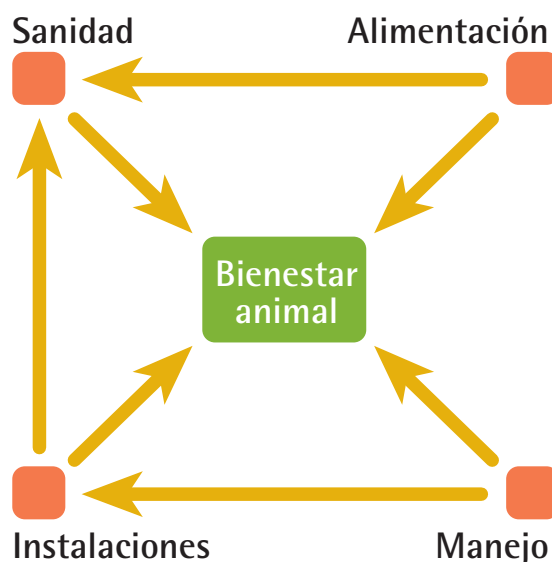 Sanidad
Alimentación
Bienestar
animal
Instalaciones
Manejo